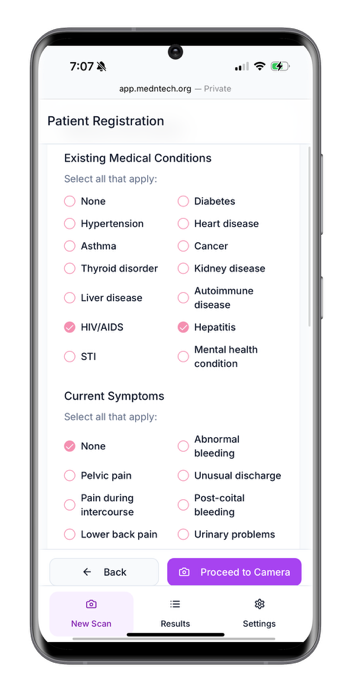 7:07
app.medntech.org — Private
Patient Registration
Existing Medical Conditions
Select all that apply:
None
Diabetes
Hypertension
Heart disease
Asthma
Cancer
Thyroid disorder
Kidney disease
Liver disease
Autoimmune
disease
HIV/AIDS
Hepatitis
STI
Mental health
condition
Current Symptoms
Select all that apply:
None
Abnormal
bleeding
Pelvic pain
Unusual discharge
Pain during
intercourse
Post-coital
bleeding
Lower back pain
Urinary problems
Back
Proceed to Camera
New Scan
Results
Settings